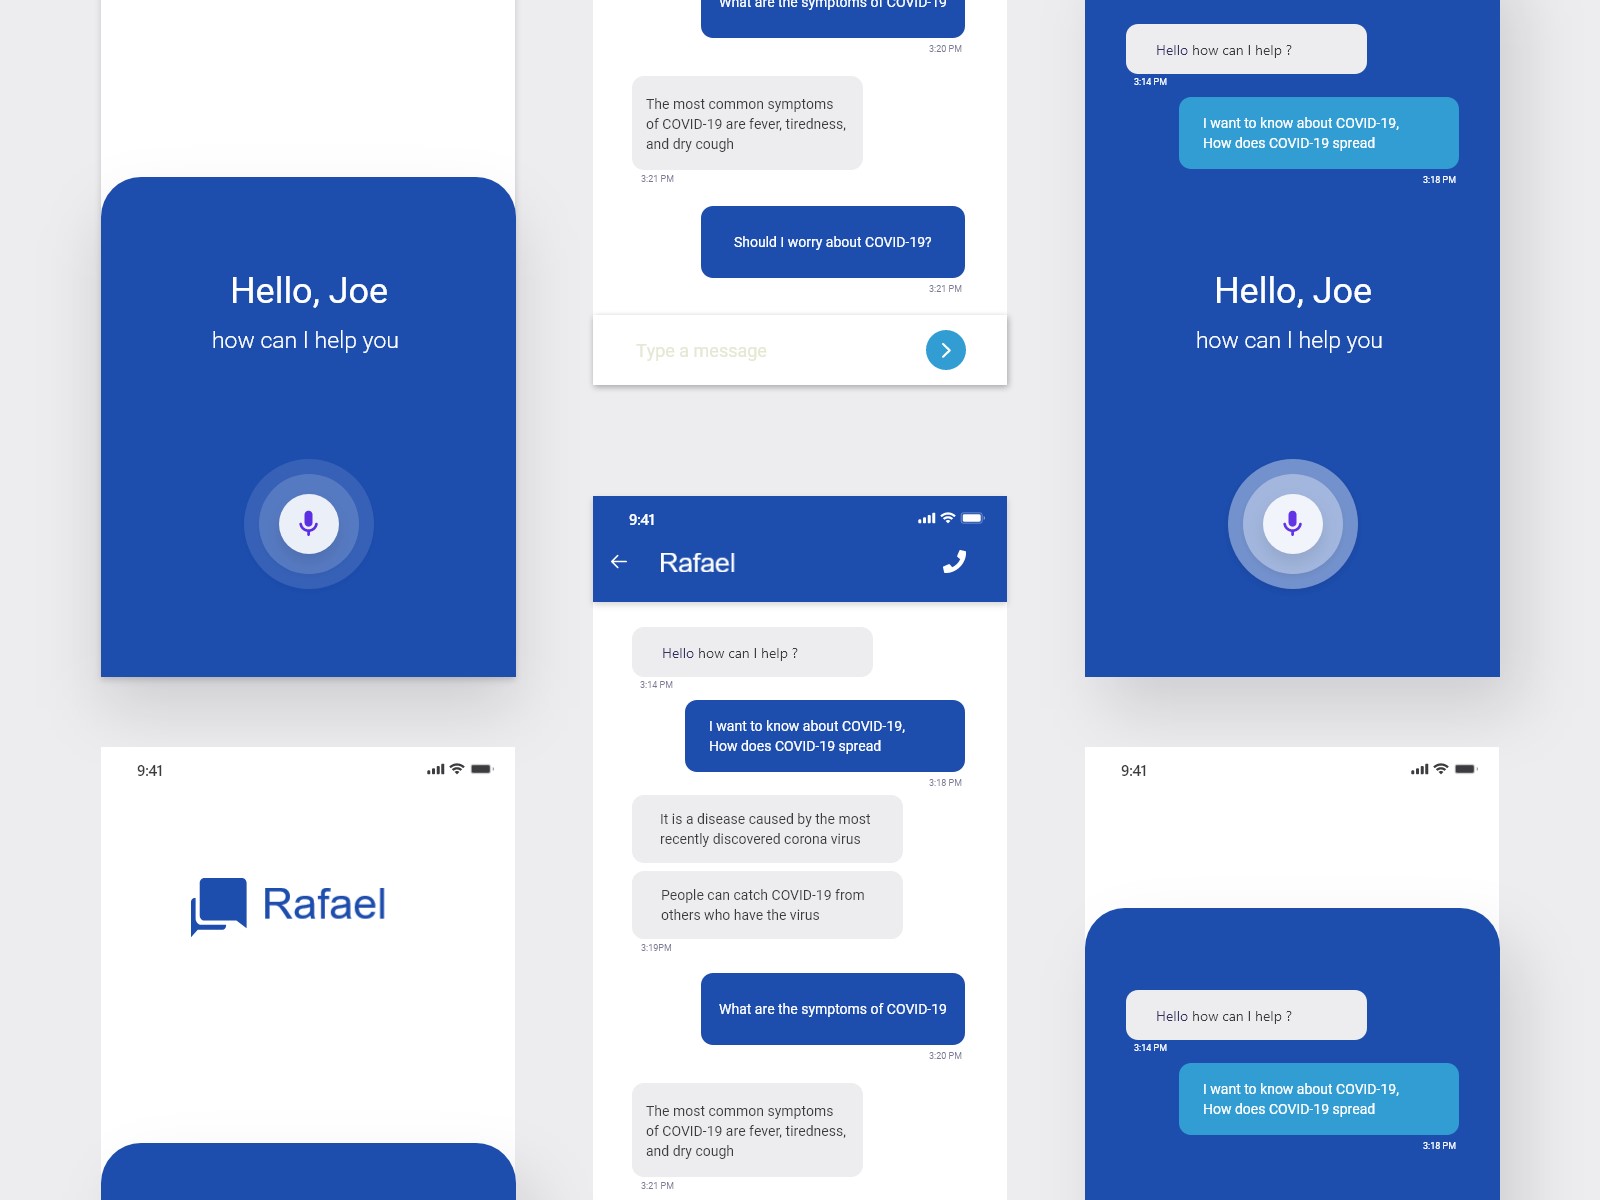 Hello, Joe
how can I help you
9:41
Rafael
What are the symptoms of COVID-19
3:20 PM
The most common symptoms
of COVID-19 are fever, tiredness,
and dry cough
3:21 PM
Should I worry about COVID-19?
3:21 PM
Type a message
9:41
Rafael
Hello how can I help ?
3:14 PM
I want to know about COVID-19,
How does COVID-19 spread
3:18 PM
It is a disease caused by the most
recently discovered corona virus
People can catch COVID-19 from
others who have the virus
3:19PM
What are the symptoms of COVID-19
3:20 PM
The most common symptoms
of COVID-19 are fever, tiredness,
and dry cough
3:21 PM
Hello how can I help ?
3:14 PM
I want to know about COVID-19,
How does COVID-19 spread
3:18 PM
Hello, Joe
how can I help you
9:41
Hello how can I help ?
3:14 PM
I want to know about COVID-19,
How does COVID-19 spread
3:18 PM